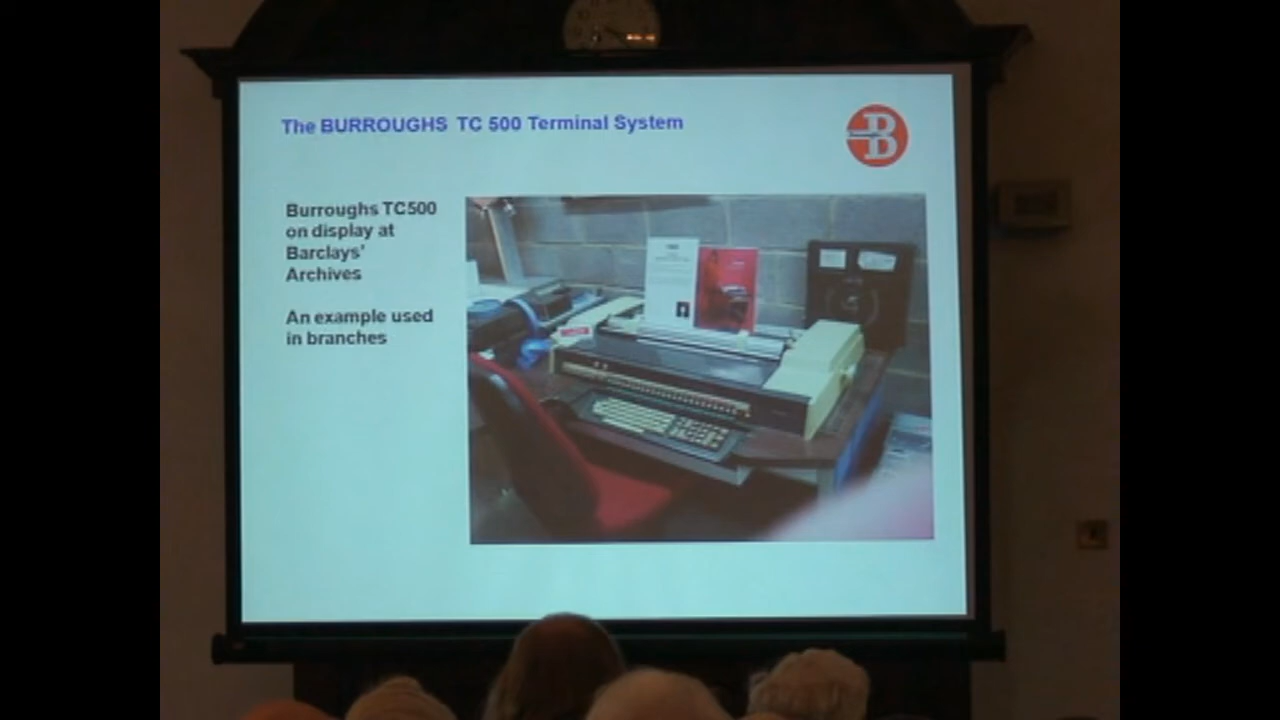 The BURROUGHS TC 500 Terminal System
Burroughs TC500
on display at
Barclays'
Archives
An example used
in branches